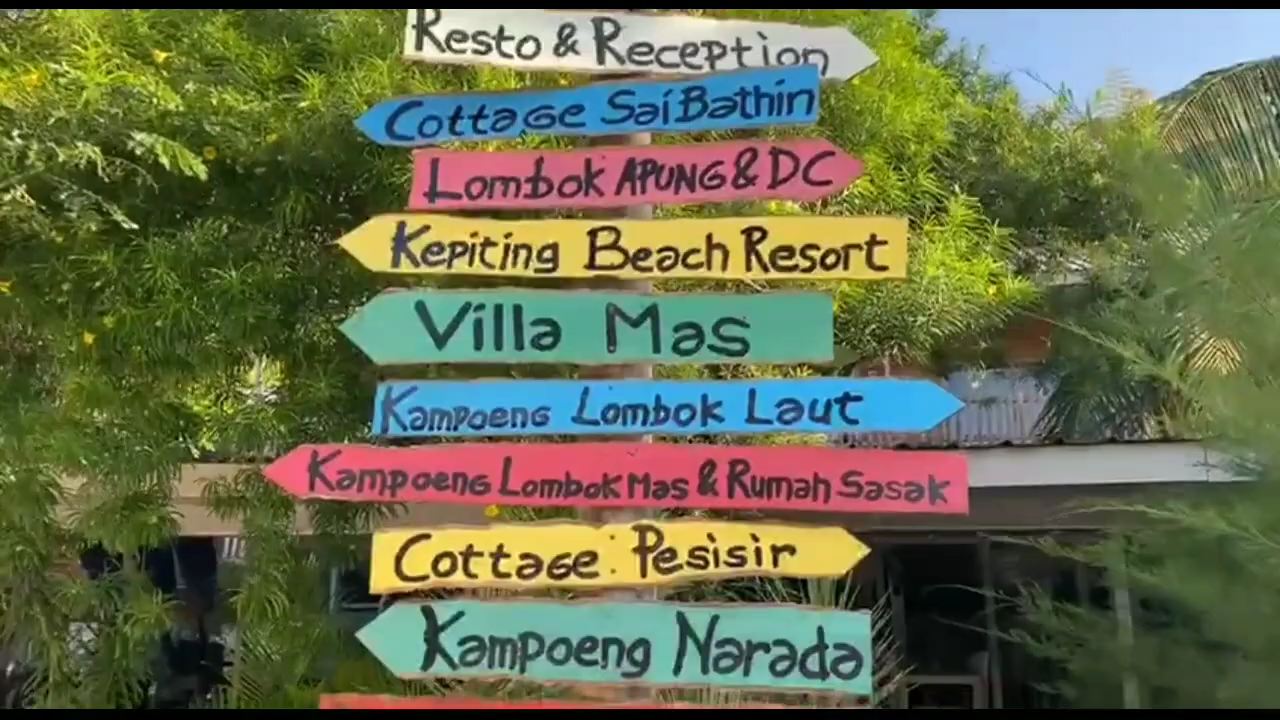 Resto & Reception
Cottage Sai Bathin
Lombok APUNG & DC
Kepiting Beach Resort
Villa Mas
Kampoeng Lombok Laut
Kampoeng Lombok Mas & Rumah Sasak
Cottage Pesisir
Kampoeng Narada